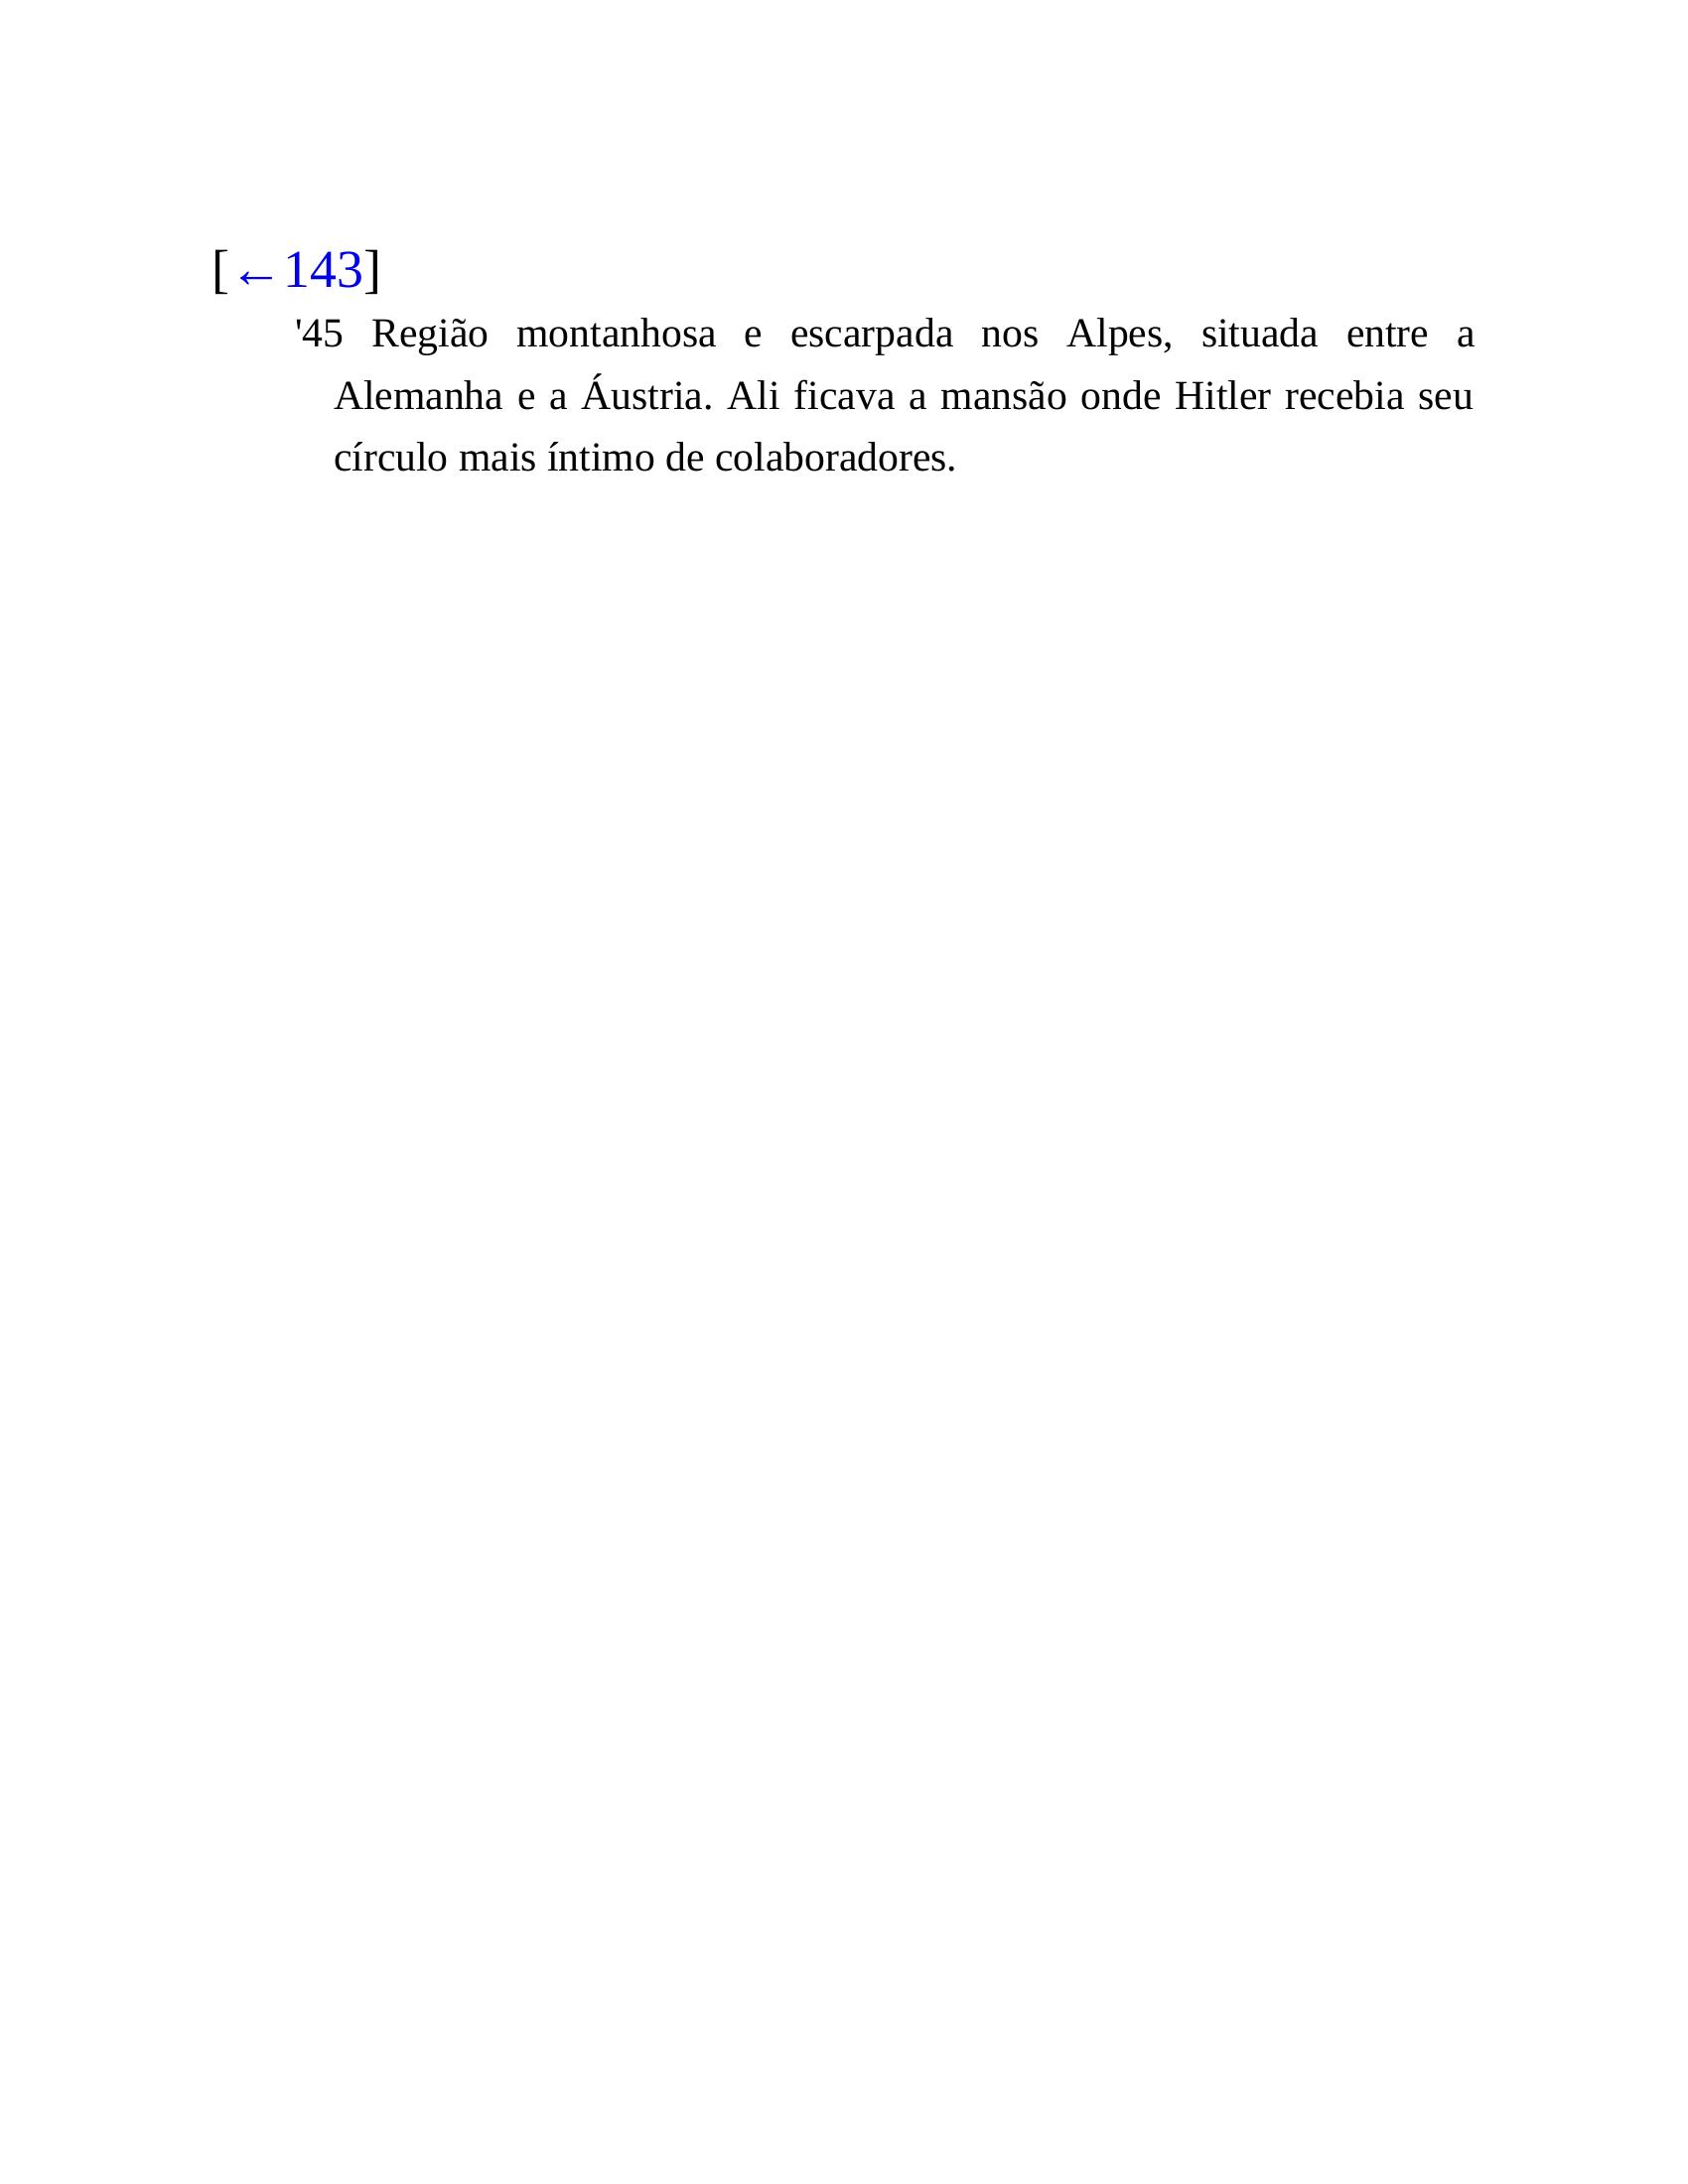 [←143]
'45 Região montanhosa e escarpada nos Alpes, situada entre a
Alemanha e a Áustria. Ali ficava a mansão onde Hitler recebia seu
círculo mais íntimo de colaboradores.